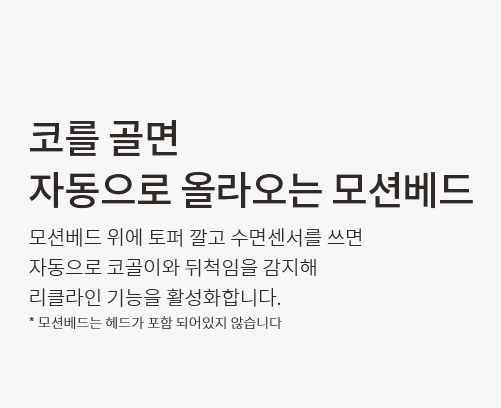 코를 골면
자동으로 올라오는 모션베드
모션베드 위에 토퍼 깔고 수면센서를 쓰면
자동으로 코골이와 뒤척임을 감지해
리클라인 기능을 활성화합니다.
* 모션베드는 헤드가 포함 되어있지 않습니다